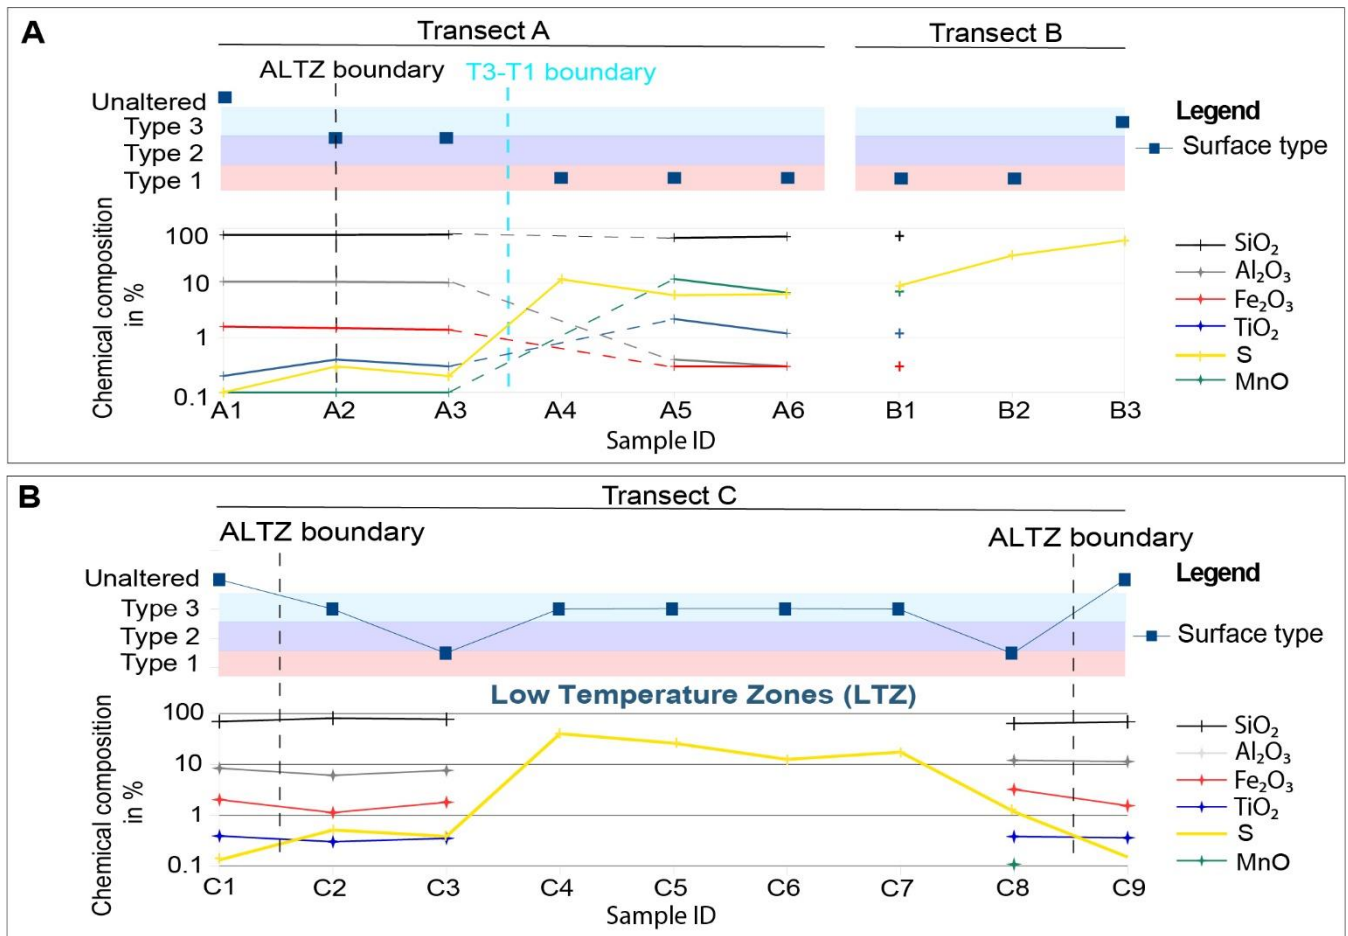 A
Transect A
Transect B
ALTZ boundary
T3-T1 boundary
Unaltered
Type 3
Type 2
Type 1
Legend
Surface type
Chemical composition
in %
100
10
1
0.1
A1 A2 A3 A4 A5 A6 B1 B2 B3
Sample ID
SiO₂
Al₂O₃
Fe₂O₃
TiO₂
S
MnO
B
Transect C
ALTZ boundary
ALTZ boundary
Unaltered
Type 3
Type 2
Type 1
Legend
Surface type
Low Temperature Zones (LTZ)
Chemical composition
in %
100
10
1
0.1
C1 C2 C3 C4 C5 C6 C7 C8 C9
Sample ID
SiO₂
Al₂O₃
Fe₂O₃
TiO₂
S
MnO